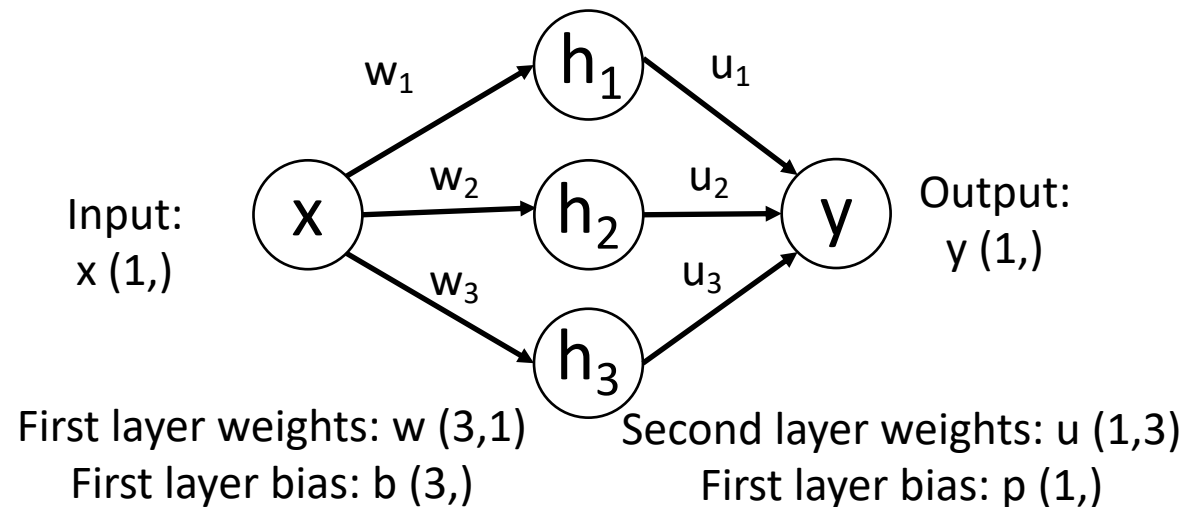 w₁
h₁
u₁
Input:
x (1,)
x
w₂
h₂
u₂
y
Output:
y (1,)
w₃
h₃
u₃
First layer weights: w (3,1)
First layer bias: b (3,)
Second layer weights: u (1,3)
First layer bias: p (1,)